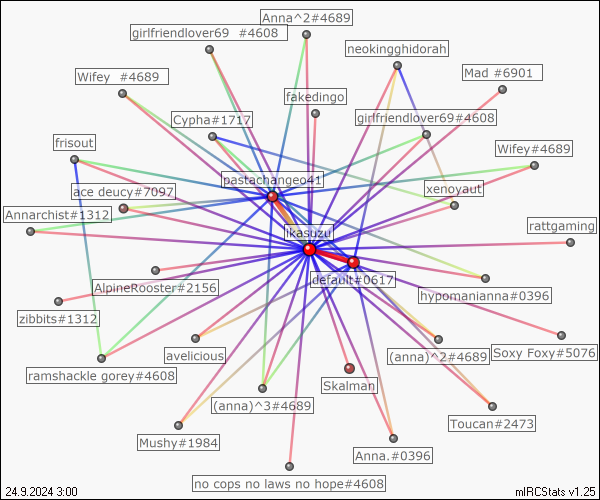 Anna^2#4689
girlfriendlover69 #4608
neokingghidorah
Mad #6901
Wifey #4689
fakedingo
Cypha#1717
girlfriendlover69#4608
frisout
Wifey#4689
pastachangeo41
ace deucy#7097
xenoyaut
Annarchist#1312
rattgaming
likasuzu
default#0617
AlpineRooster#2156
hypomanianna#0396
zibbits#1312
avelicious
(anna)^2#4689
Soxy Foxy#5076
ramshackle gorey#4608
Skalman
(anna)^3#4689
Toucan#2473
Mushy#1984
Anna.#0396
no cops no laws no hope#4608
24.9.2024 3:00
mIRCStats v1.25